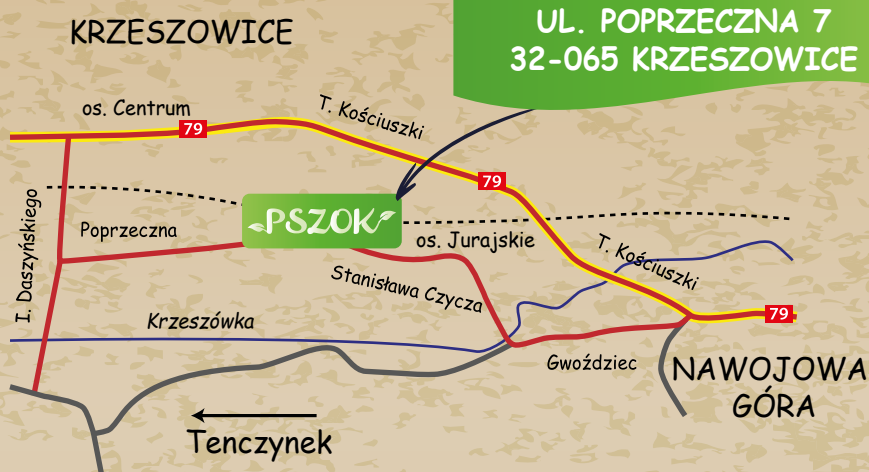 KRZESZOWICE
UL. POPRZECZNA 7
32-065 KRZESZOWICE
os. Centrum
T. Kościuszki
79
79
I. Daszyńskiego
Poprzeczna
PSZOK
os. Jurajskie
T. Kościuszki
Stanisława Czycza
Krzeszówka
79
Gwoździec
NAWOJOWA
GÓRA
Tenczynek